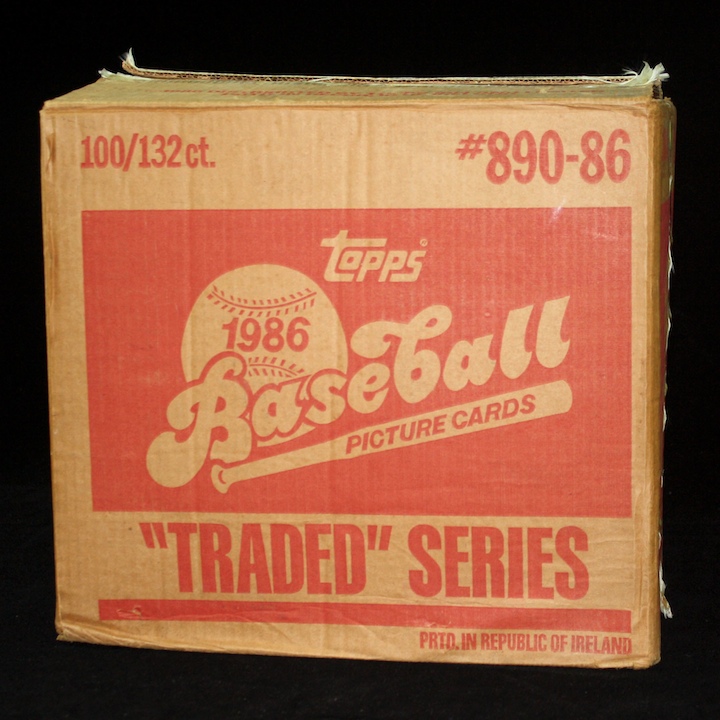 100/132 ct.
#890-86
Topps
1986
Baseball
PICTURE CARDS
"TRADED" SERIES
PRTD. IN REPUBLIC OF IRELAND